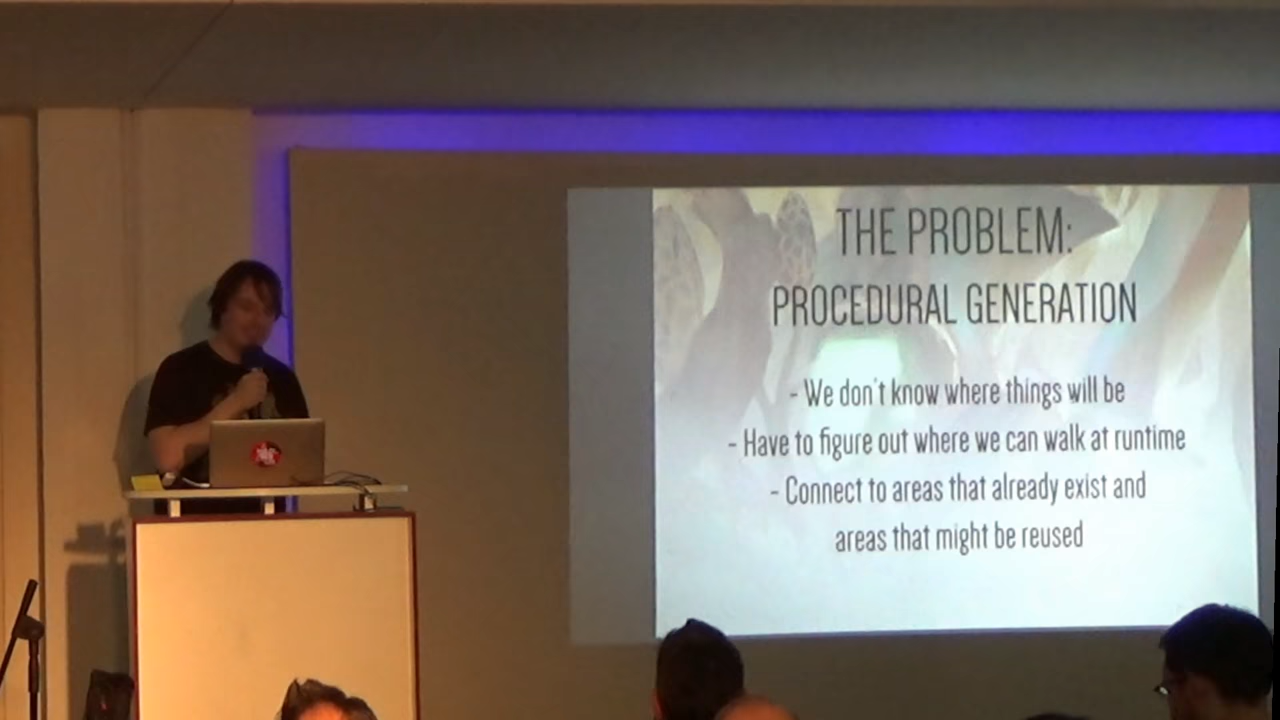 THE PROBLEM:
PROCEDURAL GENERATION
- We don't know where things will be
- Have to figure out where we can walk at runtime
- Connect to areas that already exist and
areas that might be reused